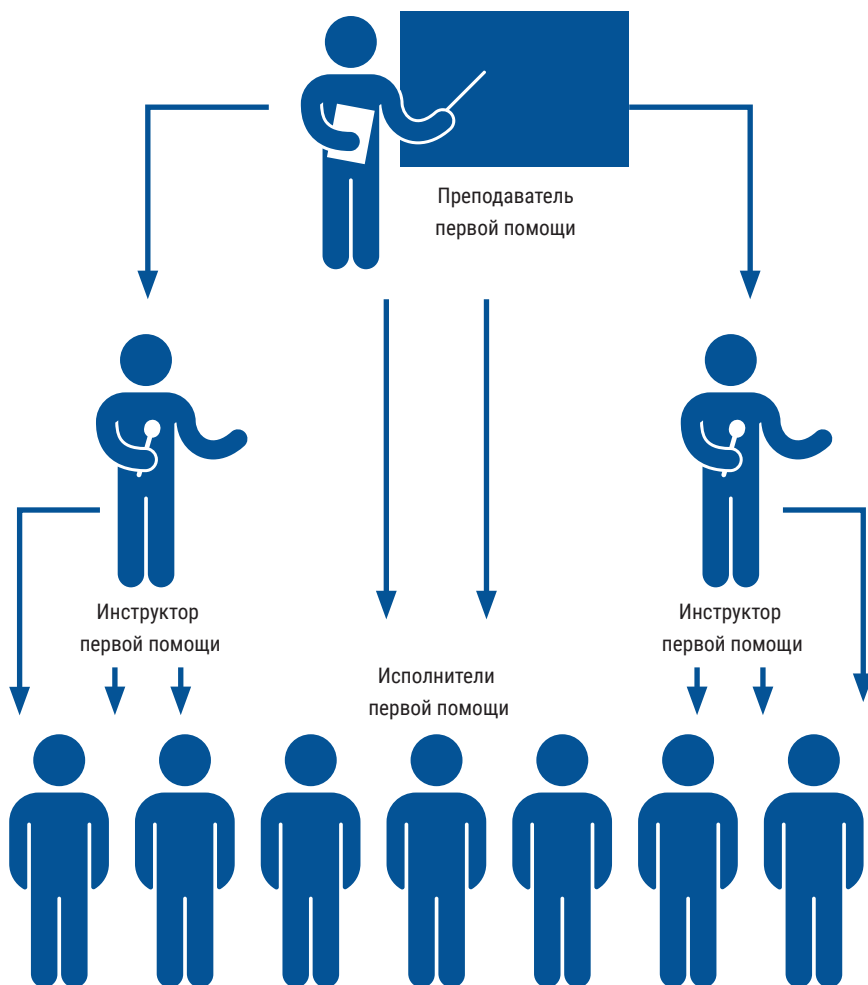 Преподаватель
первой помощи
Инструктор
первой помощи
Инструктор
первой помощи
Исполнители
первой помощи